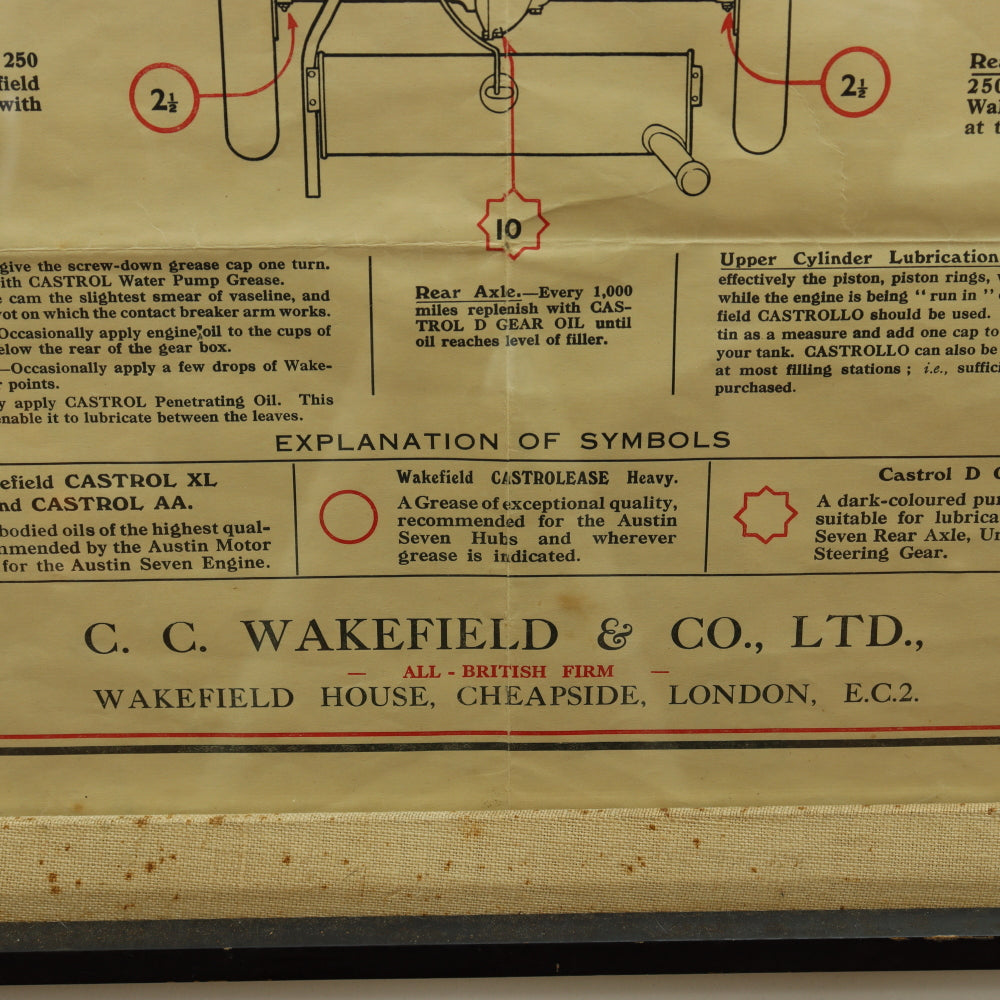 250
field
with
2½
2½
Rea
250
Wak
at t
10
give the screw-down grease cap one turn.
ith CASTROL Water Pump Grease.
cam the slightest smear of vaseline, and
vot on which the contact breaker arm works.
Occasionally apply engine oil to the cups of
elow the rear of the gear box.
—Occasionally apply a few drops of Wake-
r points.
y apply CASTROL Penetrating Oil. This
enable it to lubricate between the leaves.
Rear Axle.—Every 1,000
miles replenish with CAS-
TROL D GEAR OIL until
oil reaches level of filler.
Upper Cylinder Lubrication
effectively the piston, piston rings,
while the engine is being "run in"
field CASTROLLO should be used.
tin as a measure and add one cap to
your tank. CASTROLLO can also be
at most filling stations; i.e., suffici
purchased.
EXPLANATION OF SYMBOLS
efield CASTROL XL
nd CASTROL AA.
bodied oils of the highest qual-
mmended by the Austin Motor
for the Austin Seven Engine.
Wakefield CASTROLEASE Heavy.
A Grease of exceptional quality,
recommended for the Austin
Seven Hubs and wherever
grease is indicated.
Castrol D G
A dark-coloured pur
suitable for lubrica
Seven Rear Axle, Un
Steering Gear.
C. C. WAKEFIELD & CO., LTD.,
— ALL - BRITISH FIRM —
WAKEFIELD HOUSE, CHEAPSIDE, LONDON, E.C.2.